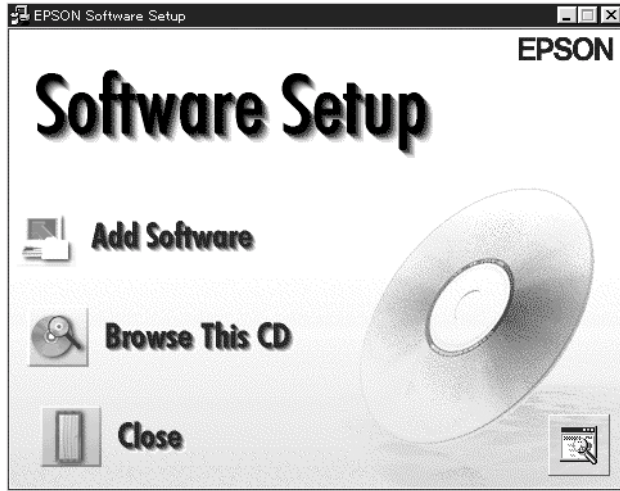 EPSON Software Setup
EPSON
Software Setup
Add Software
Browse This CD
Close